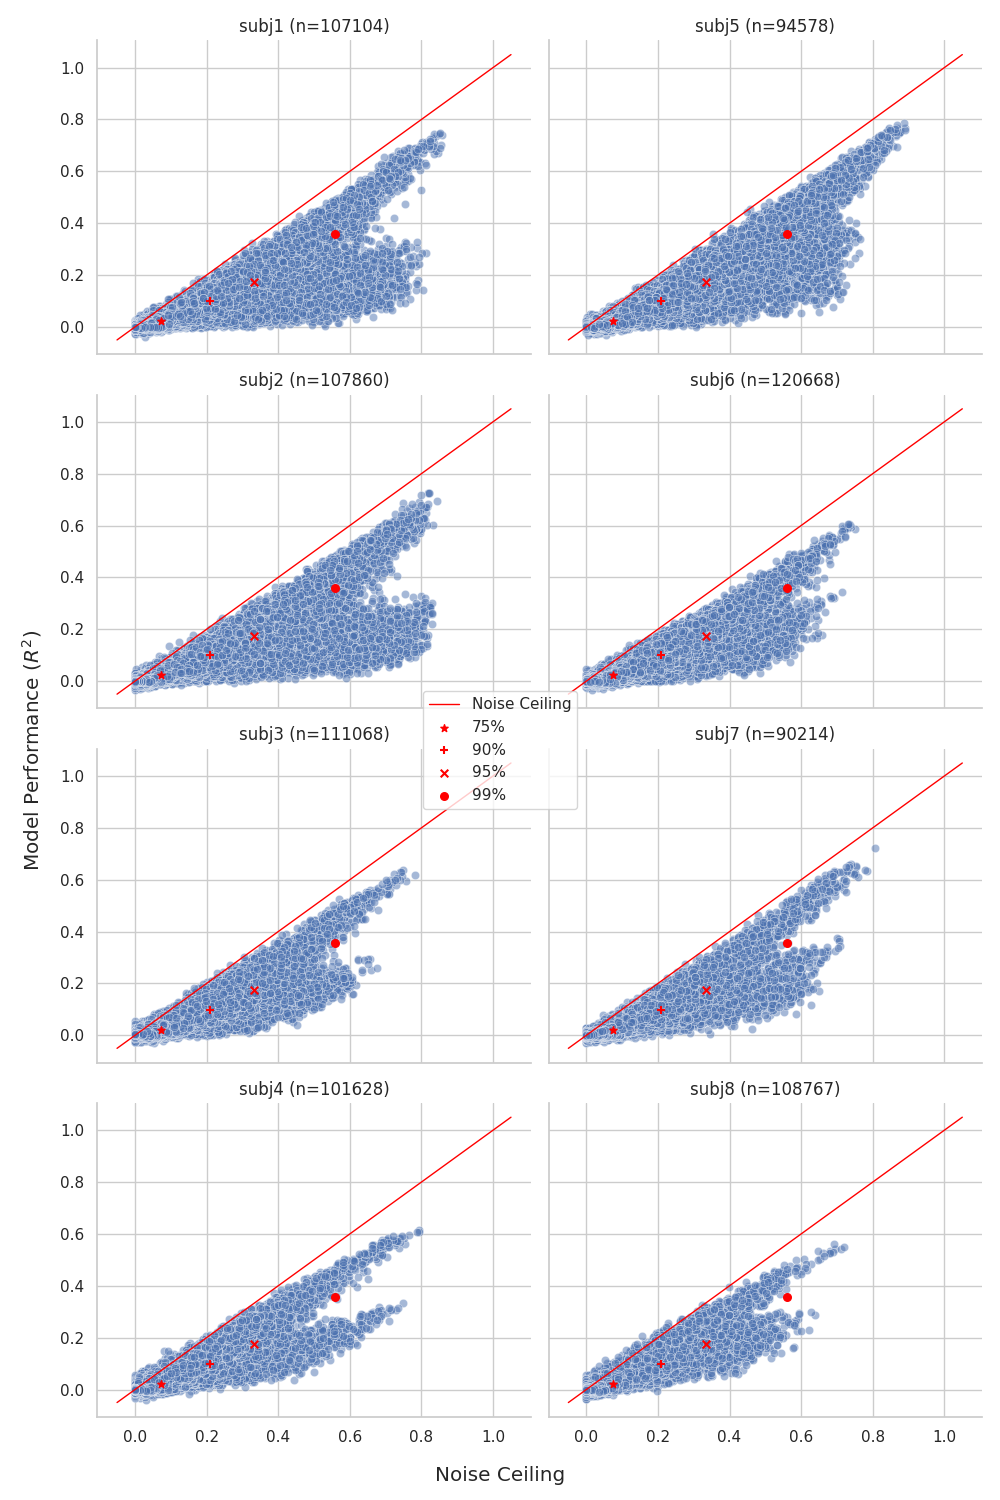 subj1 (n=107104)
subj5 (n=94578)
1.0
0.8
0.6
0.4
0.2
0.0
subj2 (n=107860)
subj6 (n=120668)
1.0
0.8
0.6
0.4
0.2
0.0
Model Performance (R²)
Noise Ceiling
75%
90%
95%
99%
subj3 (n=111068)
subj7 (n=90214)
1.0
0.8
0.6
0.4
0.2
0.0
subj4 (n=101628)
subj8 (n=108767)
1.0
0.8
0.6
0.4
0.2
0.0
0.0 0.2 0.4 0.6 0.8 1.0
0.0 0.2 0.4 0.6 0.8 1.0
Noise Ceiling